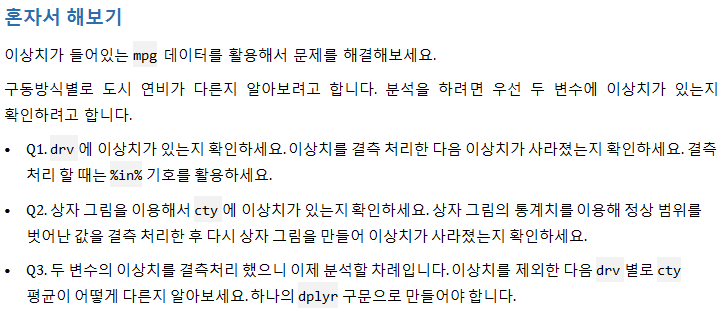 혼자서 해보기
이상치가 들어있는 mpg 데이터를 활용해서 문제를 해결해보세요.
구동방식별로 도시 연비가 다른지 알아보려고 합니다. 분석을 하려면 우선 두 변수에 이상치가 있는지
확인하려고 합니다.
• Q1. drv 에 이상치가 있는지 확인하세요. 이상치를 결측 처리한 다음 이상치가 사라졌는지 확인하세요. 결측
처리 할 때는 %in% 기호를 활용하세요.
• Q2. 상자 그림을 이용해서 cty 에 이상치가 있는지 확인하세요. 상자 그림의 통계치를 이용해 정상 범위를
벗어난 값을 결측 처리한 후 다시 상자 그림을 만들어 이상치가 사라졌는지 확인하세요.
• Q3. 두 변수의 이상치를 결측처리 했으니 이제 분석할 차례입니다. 이상치를 제외한 다음 drv 별로 cty
평균이 어떻게 다른지 알아보세요. 하나의 dplyr 구문으로 만들어야 합니다.